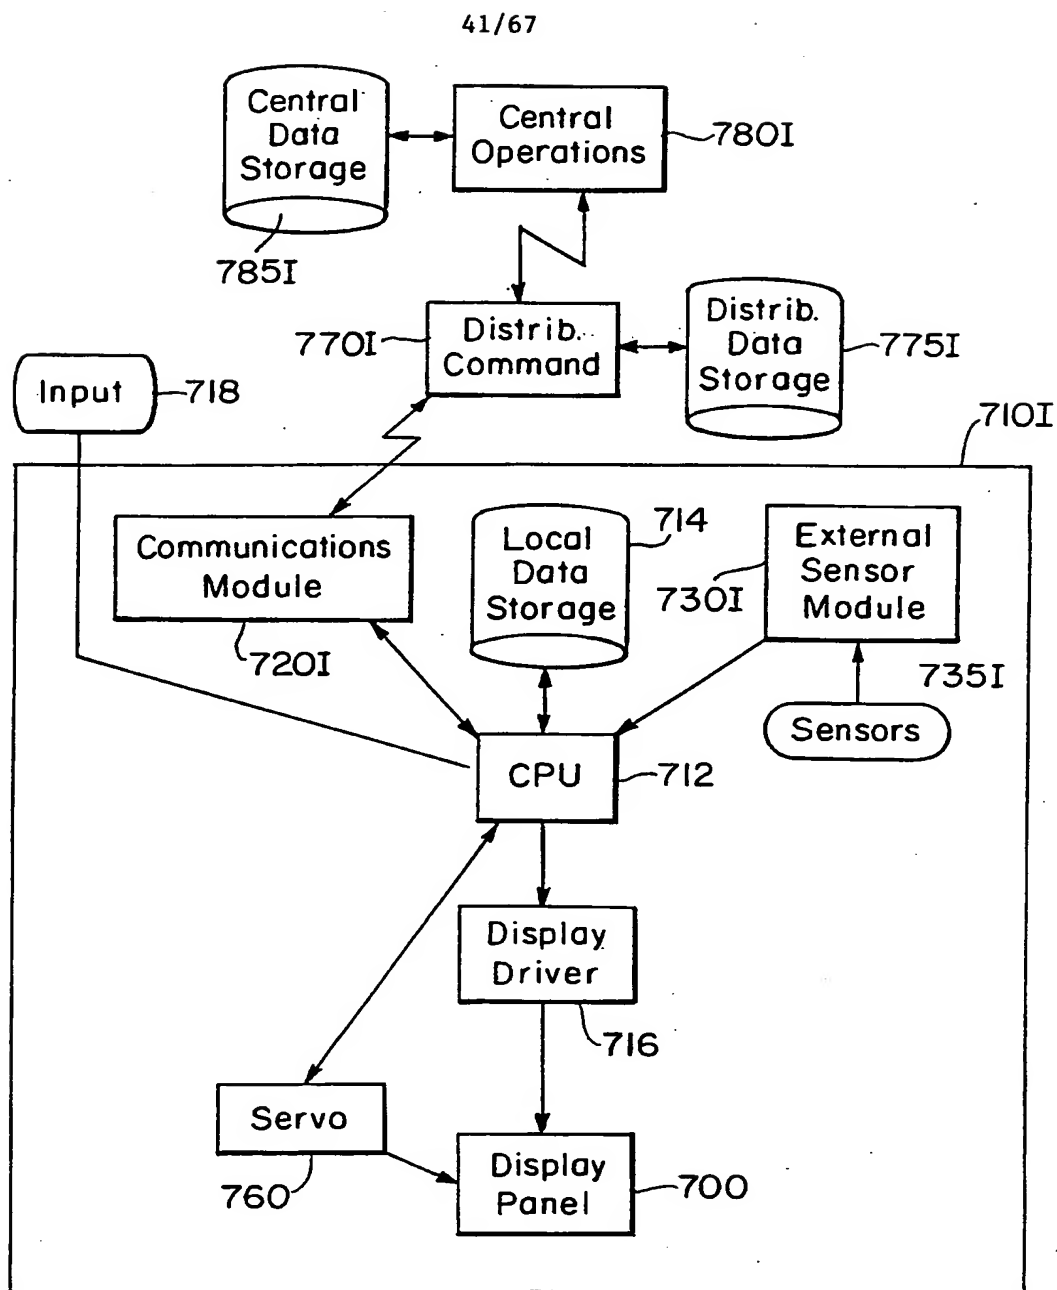 41/67
Central
Data
Storage
785I
Central
Operations
780I
770I
Distrib.
Command
Distrib.
Data
Storage
775I
Input
718
710I
Communications
Module
720I
Local
Data
Storage
714
730I
External
Sensor
Module
735I
Sensors
CPU
712
Display
Driver
716
Servo
760
Display
Panel
700